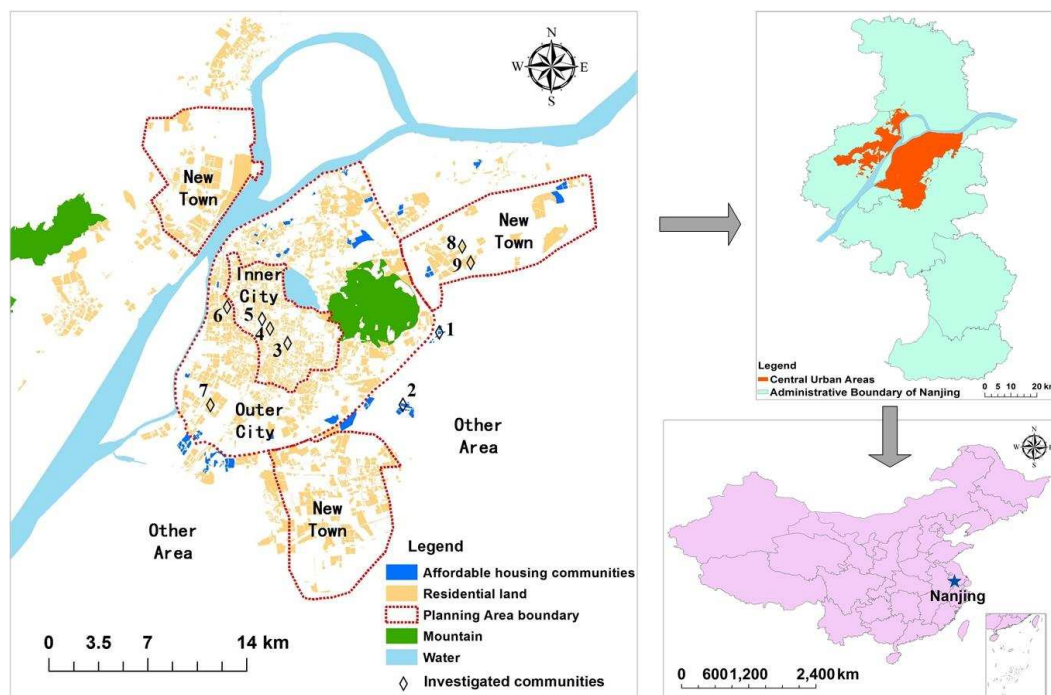 N
W E
S
New
Town
New
Town
8
9
Inner
City
6
5
4
3
1
7
2
Outer
City
Other
Area
New
Town
Other
Area
Legend
Affordable housing communities
Residential land
Planning Area boundary
Mountain
Water
Investigated communities
0 3.5 7 14 km
N
W E
S
Legend
Central Urban Areas
Administrative Boundary of Nanjing
0 5 10 20 km
N
W E
S
Nanjing
0 600 1,200 2,400 km